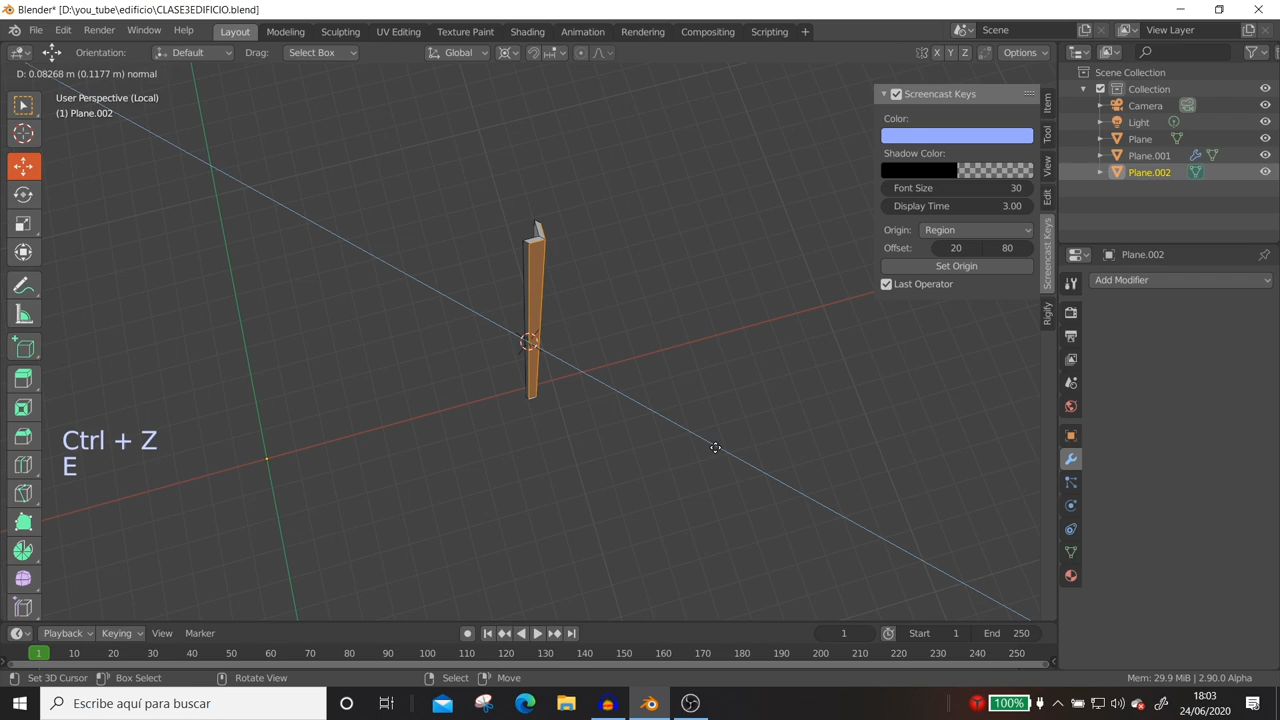 Blender* [D:\you_tube\edificio\CLASE3EDIFICIO.blend]
File Edit Render Window Help Layout Modeling Sculpting UV Editing Texture Paint Shading Animation Rendering Compositing Scripting + Scene View Layer
Orientation: Default Drag: Select Box Global X Y Z Options
D: 0.08268 m (0.1177 m) normal
User Perspective (Local)
(1) Plane.002
Screencast Keys
Color:
Shadow Color:
Font Size 30
Display Time 3.00
Origin: Region
Offset: 20 80
Set Origin
Last Operator
Item
Tool
View
Edit
Screencast Keys
Rigify
Scene Collection
Collection
Camera
Light
Plane
Plane.001
Plane.002
Plane.002
Add Modifier
Ctrl + Z
E
Playback Keying View Marker 1 Start 1 End 250
1 10 20 30 40 50 60 70 80 90 100 110 120 130 140 150 160 170 180 190 200 210 220 230 240 250
Set 3D Cursor Box Select Rotate View Select Move Mem: 29.9 MiB | 2.90.0 Alpha
Escribe aquí para buscar 100% 18:03
24/06/2020